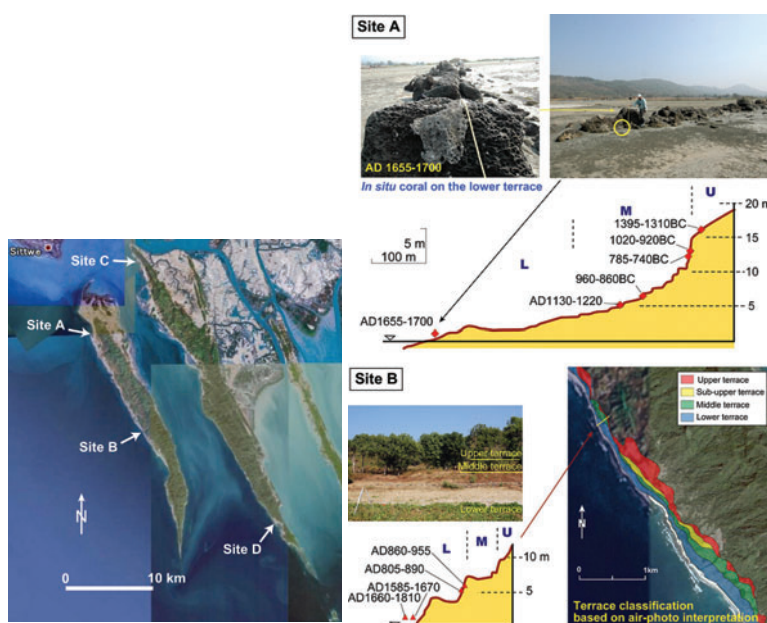 Sittwe
Site C
Site A
Site B
Site D
N
0 10 km
Site A
AD 1655-1700
In situ coral on the lower terrace
U
M
L
20 m
15
10
5
5 m
100 m
1395-1310BC
1020-920BC
785-740BC
960-860BC
AD1130-1220
AD1655-1700
Site B
Upper terrace
Middle terrace
Lower terrace
L M U
10 m
5
AD860-955
AD805-890
AD1585-1670
AD1660-1810
Upper terrace
Sub-upper terrace
Middle terrace
Lower terrace
N
0 1km
Terrace classification
based on air-photo interpretation